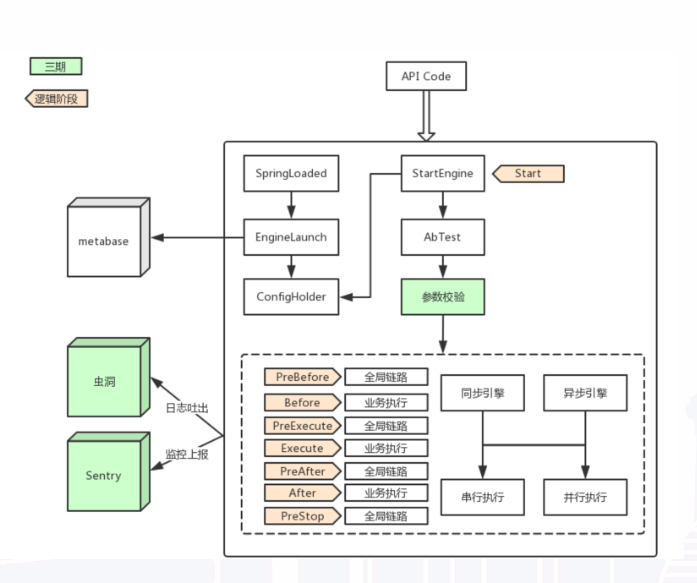 三期
逻辑阶段
API Code
SpringLoaded
StartEngine
Start
metabase
EngineLaunch
AbTest
ConfigHolder
参数校验
虫洞
日志吐出
监控上报
Sentry
PreBefore 全局链路
Before 业务执行
PreExecute 全局链路
Execute 业务执行
PreAfter 全局链路
After 业务执行
PreStop 全局链路
同步引擎
异步引擎
串行执行
并行执行